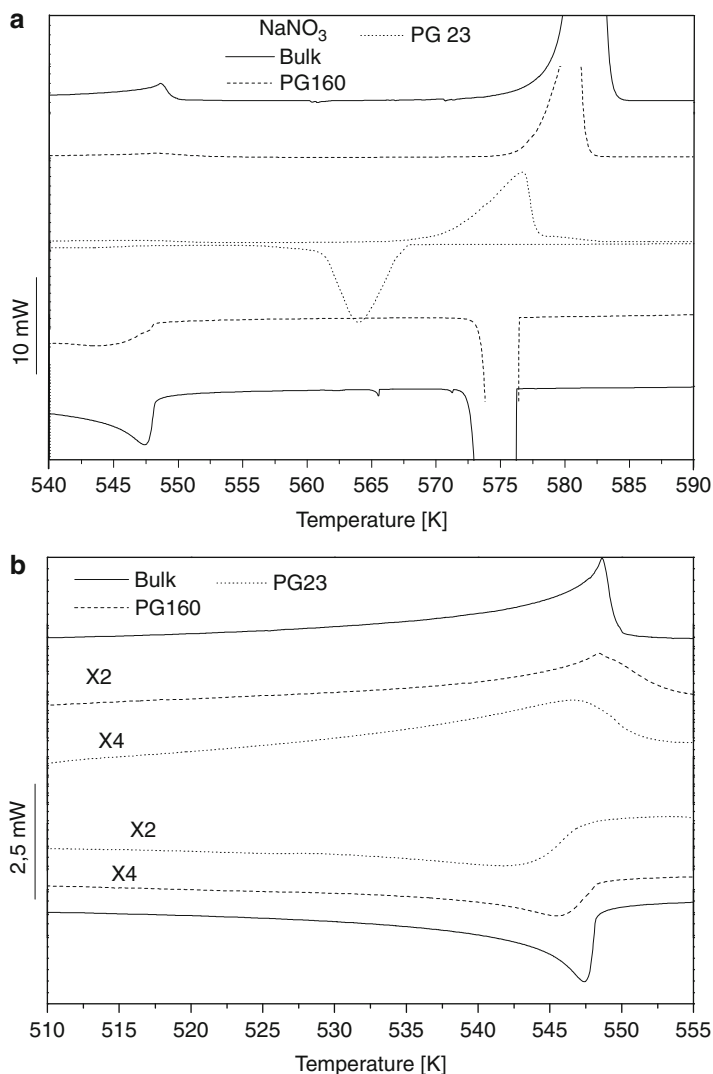 a
NaNO3
PG 23
Bulk
PG160
10 mW
540 545 550 555 560 565 570 575 580 585 590
Temperature [K]
b
Bulk
PG23
PG160
X2
X4
X2
X4
2,5 mW
510 515 520 525 530 535 540 545 550 555
Temperature [K]